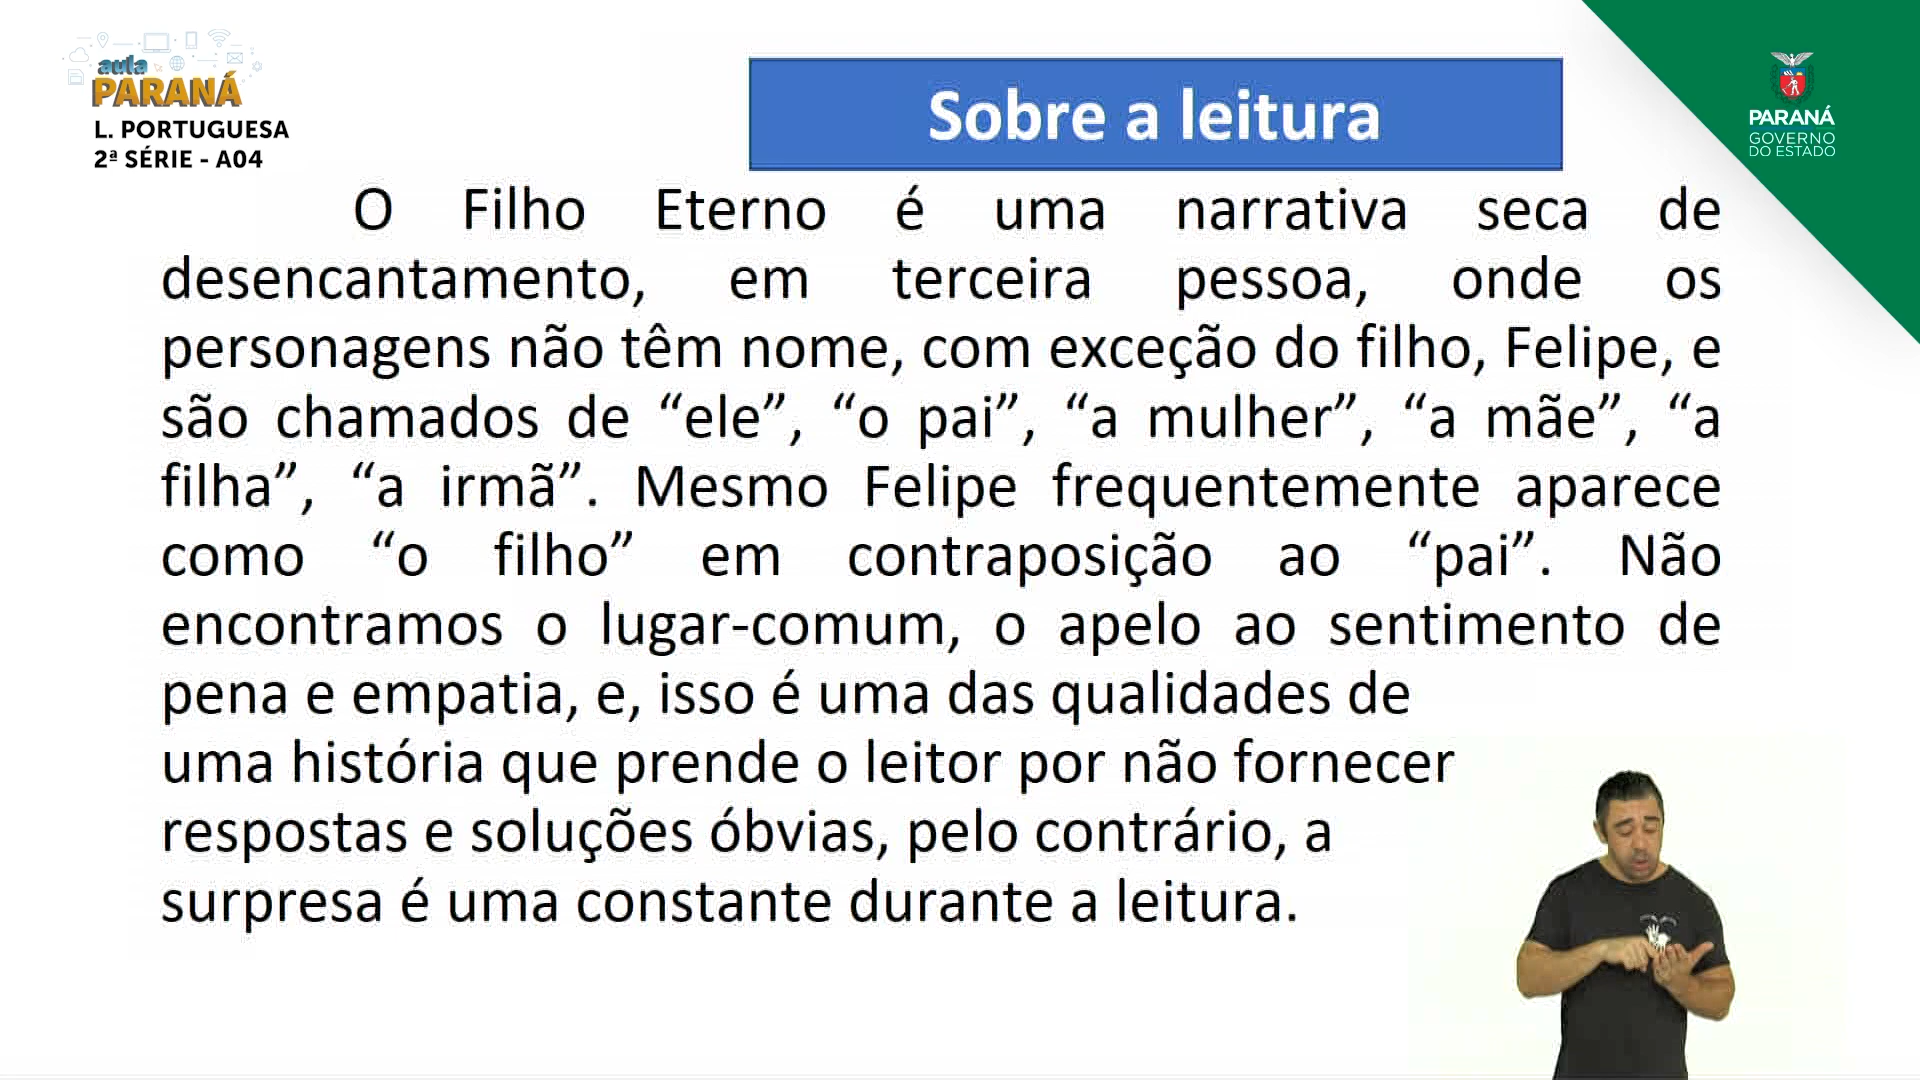 aula
PARANÁ
L. PORTUGUESA
2ª SÉRIE - A04
Sobre a leitura
PARANÁ
GOVERNO
DO ESTADO
O Filho Eterno é uma narrativa seca de
desencantamento, em terceira pessoa, onde os
personagens não têm nome, com exceção do filho, Felipe, e
são chamados de “ele”, “o pai”, “a mulher”, “a mãe”, “a
filha”, “a irmã”. Mesmo Felipe frequentemente aparece
como “o filho” em contraposição ao “pai”. Não
encontramos o lugar-comum, o apelo ao sentimento de
pena e empatia, e, isso é uma das qualidades de
uma história que prende o leitor por não fornecer
respostas e soluções óbvias, pelo contrário, a
surpresa é uma constante durante a leitura.